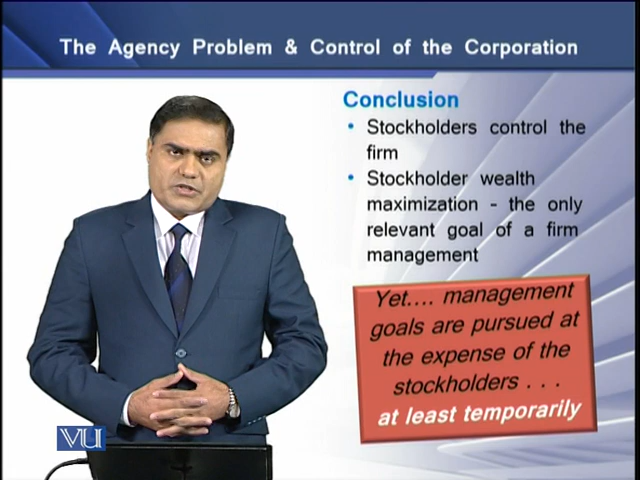 The Agency Problem & Control of the Corporation
Conclusion
• Stockholders control the
firm
• Stockholder wealth
maximization - the only
relevant goal of a firm
management
Yet.... management
goals are pursued at
the expense of the
stockholders . . .
at least temporarily
VU